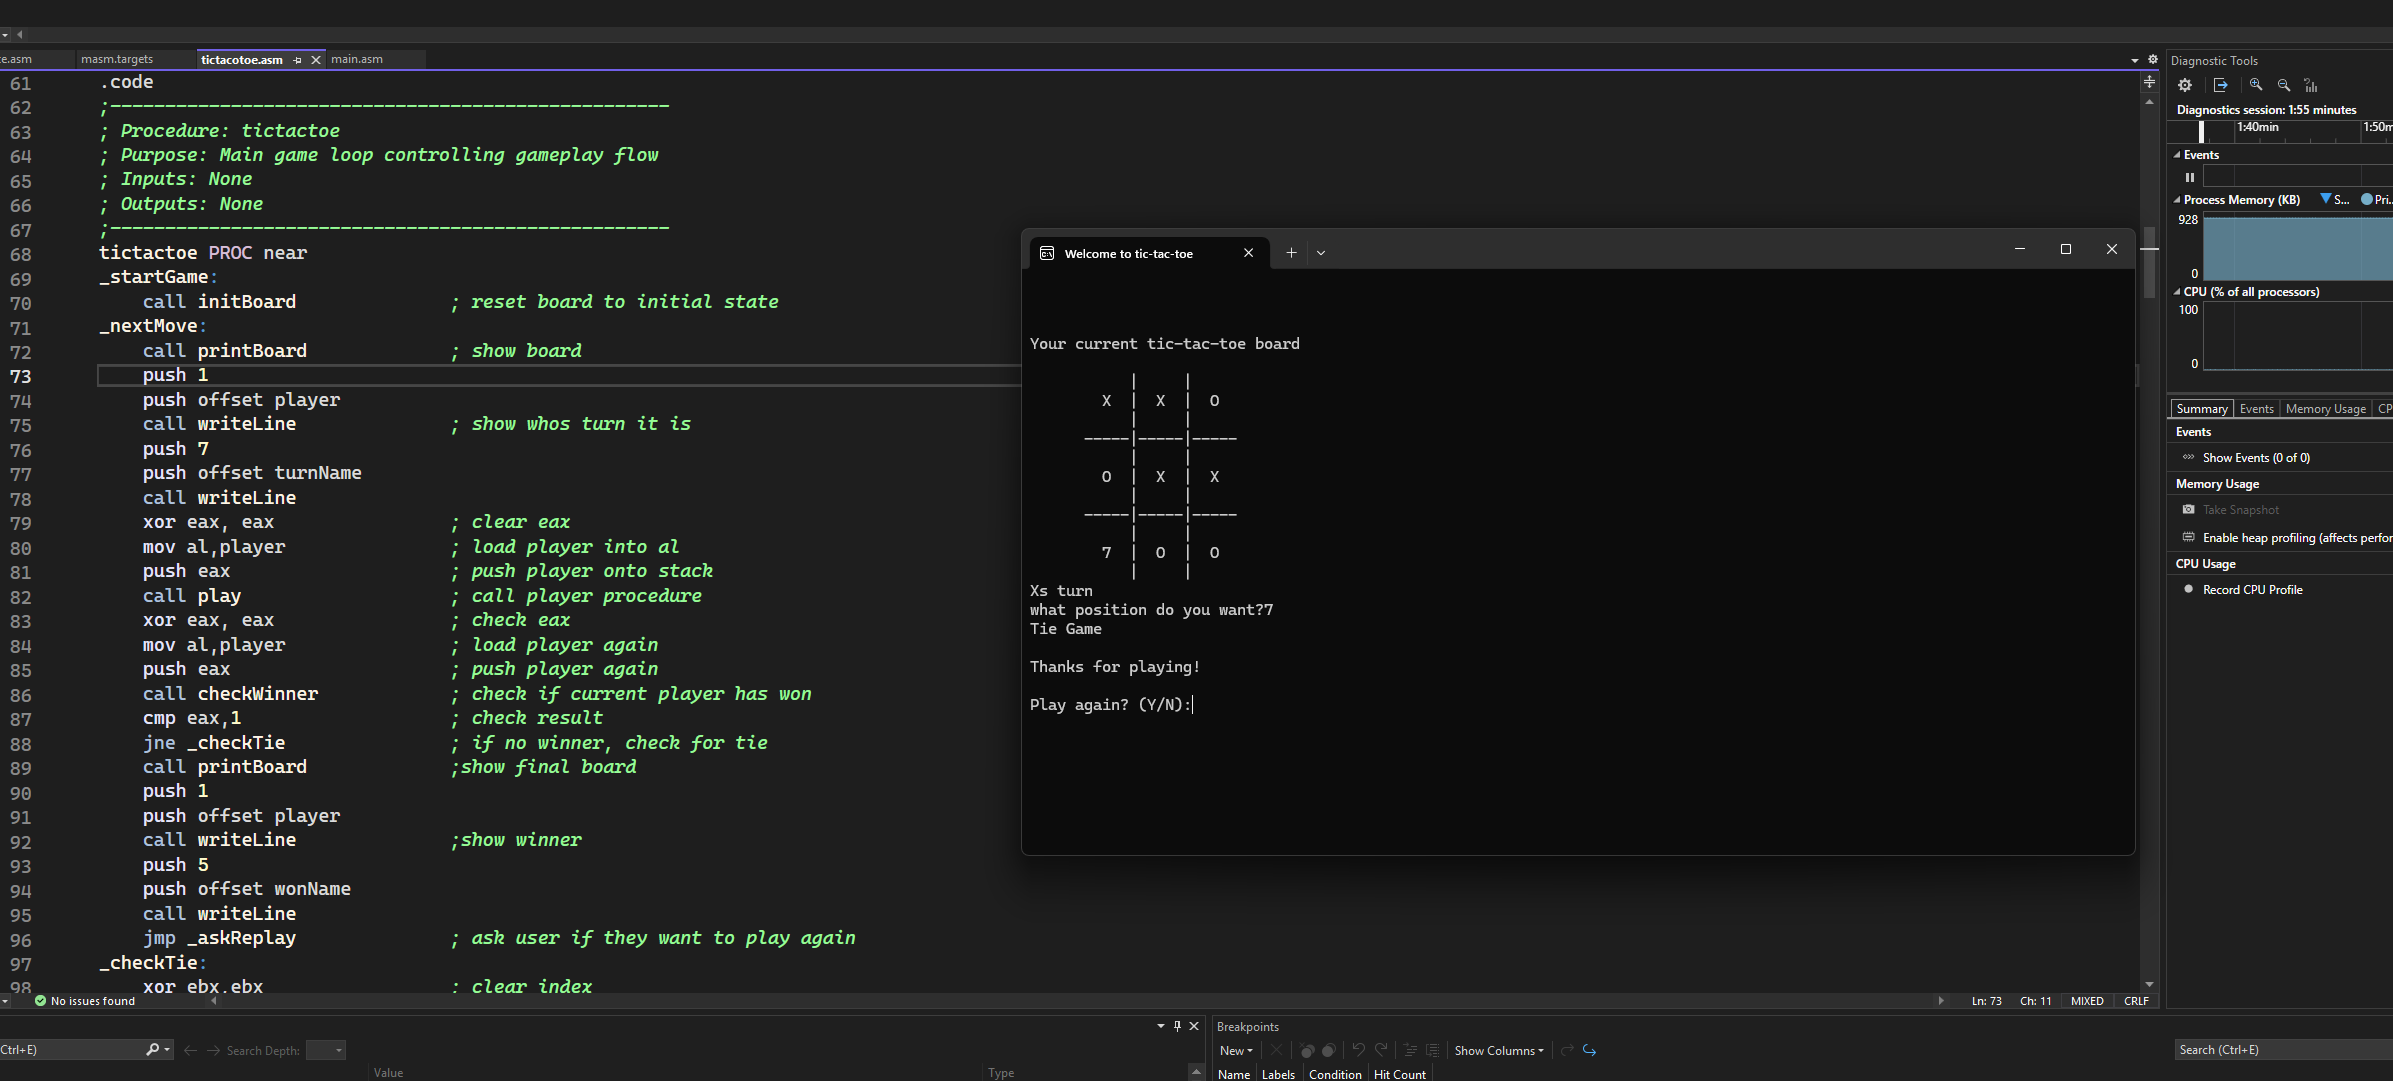 e.asm
masm.targets
tictacotoe.asm
main.asm
61 .code
62 ;---------------------------------------------------
63 ; Procedure: tictactoe
64 ; Purpose: Main game loop controlling gameplay flow
65 ; Inputs: None
66 ; Outputs: None
67 ;---------------------------------------------------
68 tictactoe PROC near
69 _startGame:
70 call initBoard ; reset board to initial state
71 _nextMove:
72 call printBoard ; show board
73 push 1
74 push offset player
75 call writeLine ; show whos turn it is
76 push 7
77 push offset turnName
78 call writeLine
79 xor eax, eax ; clear eax
80 mov al,player ; load player into al
81 push eax ; push player onto stack
82 call play ; call player procedure
83 xor eax, eax ; check eax
84 mov al,player ; load player again
85 push eax ; push player again
86 call checkWinner ; check if current player has won
87 cmp eax,1 ; check result
88 jne _checkTie ; if no winner, check for tie
89 call printBoard ;show final board
90 push 1
91 push offset player
92 call writeLine ;show winner
93 push 5
94 push offset wonName
95 call writeLine
96 jmp _askReplay ; ask user if they want to play again
97 _checkTie:
98 xor ebx,ebx ; clear index
No issues found
Ln: 73 Ch: 11 MIXED CRLF
Welcome to tic-tac-toe
Your current tic-tac-toe board
| |
X | X | O
| |
-----|-----|-----
| |
O | X | X
| |
-----|-----|-----
| |
7 | O | O
| |
Xs turn
what position do you want?7
Tie Game
Thanks for playing!
Play again? (Y/N):
Diagnostic Tools
Diagnostics session: 1:55 minutes
1:40min 1:50m
Events
Process Memory (KB) S... Pri...
928
0
CPU (% of all processors)
100
0
Summary Events Memory Usage CP
Events
Show Events (0 of 0)
Memory Usage
Take Snapshot
Enable heap profiling (affects perfor
CPU Usage
Record CPU Profile
Ctrl+E)
Search Depth:
Value Type
Breakpoints
New Show Columns
Name Labels Condition Hit Count
Search (Ctrl+E)